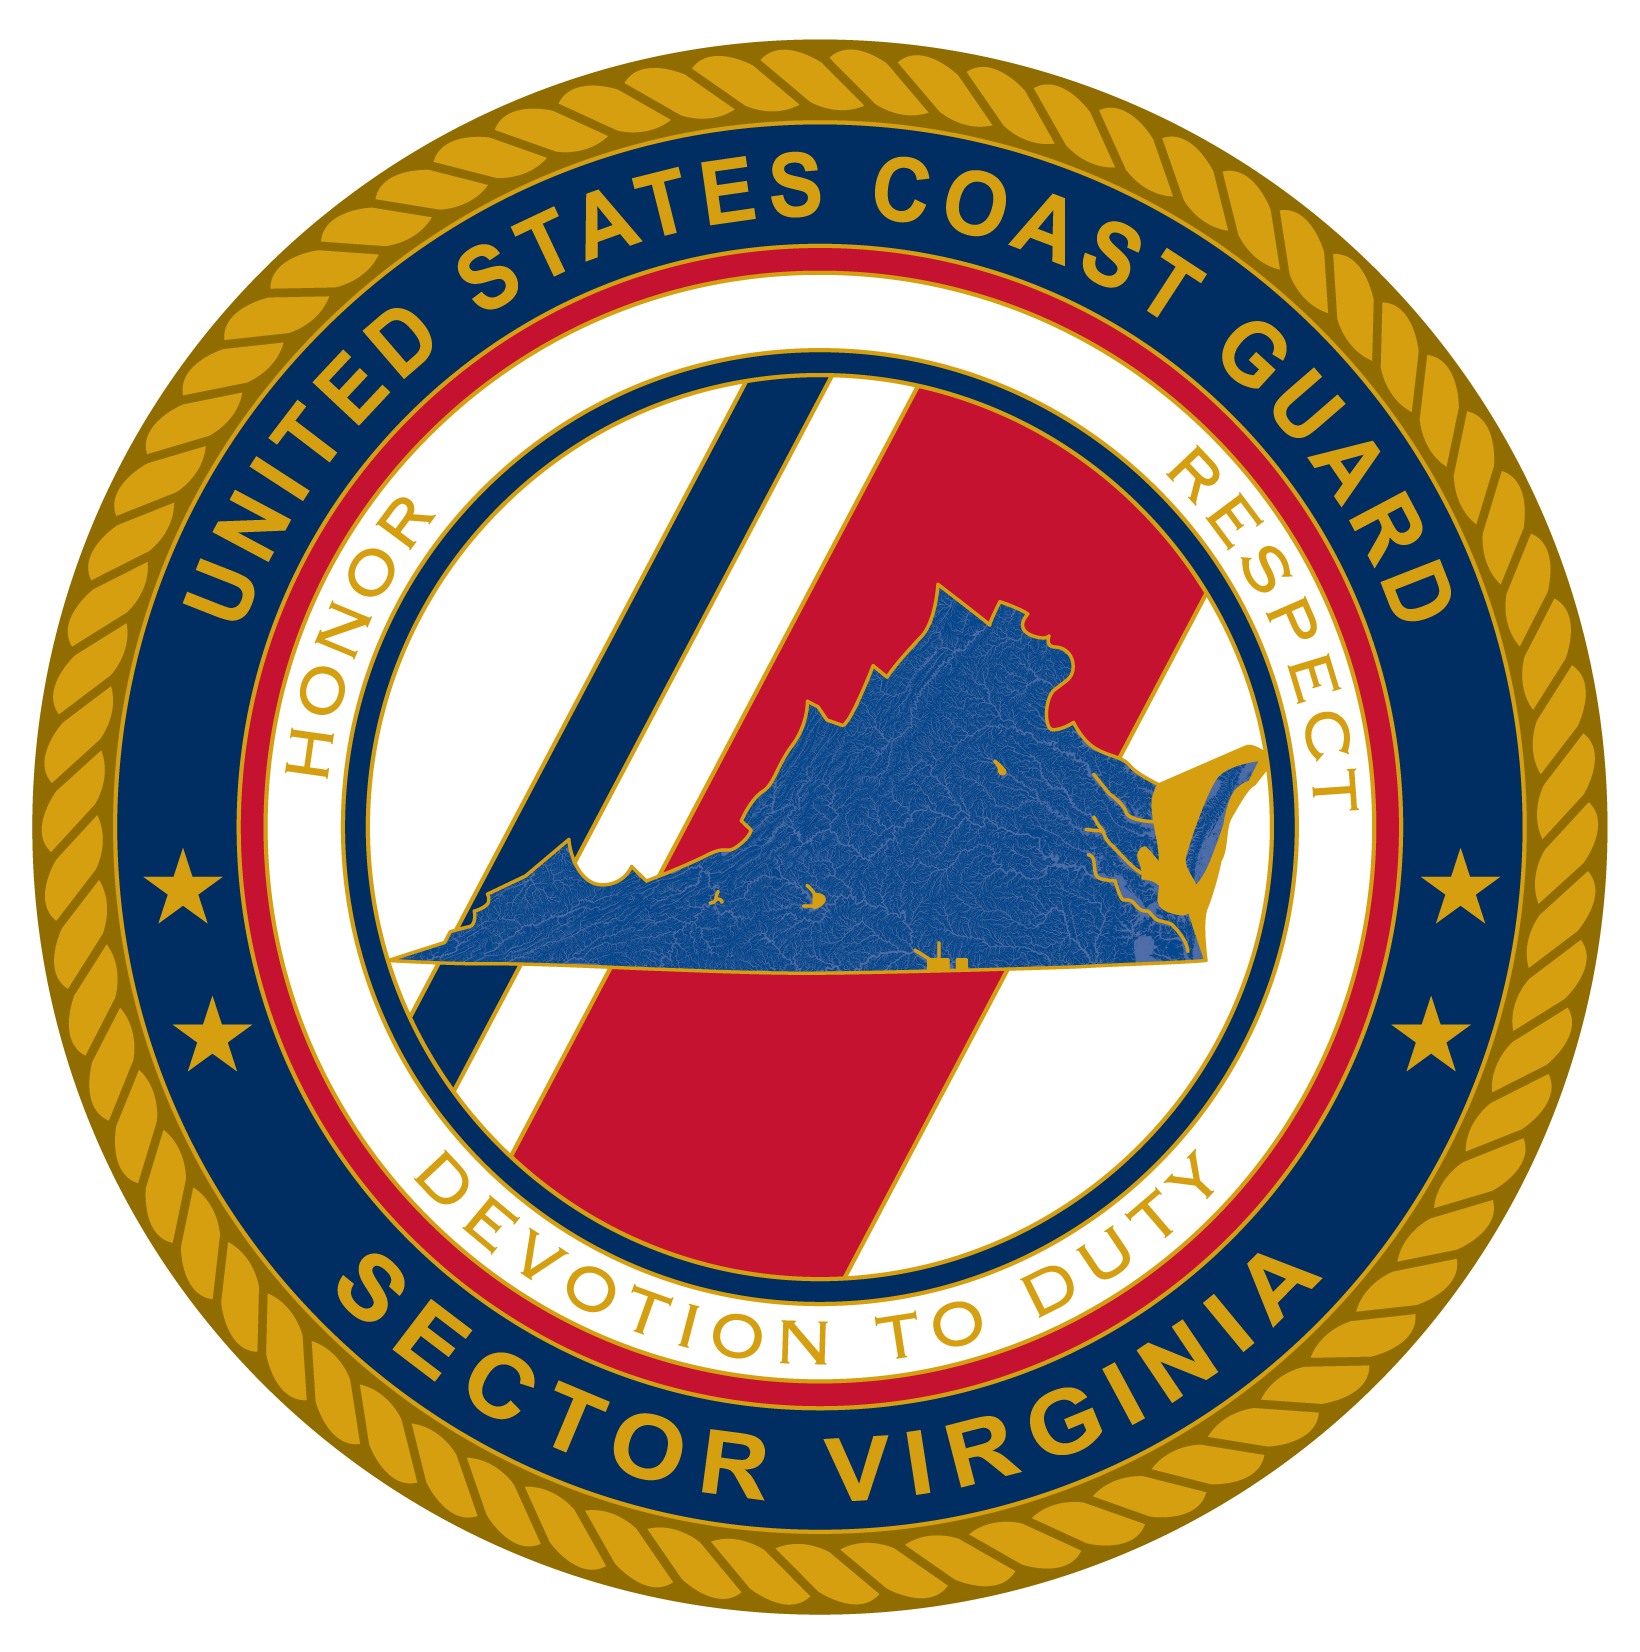 UNITED STATES COAST GUARD
HONOR
RESPECT
DEVOTION TO DUTY
SECTOR VIRGINIA